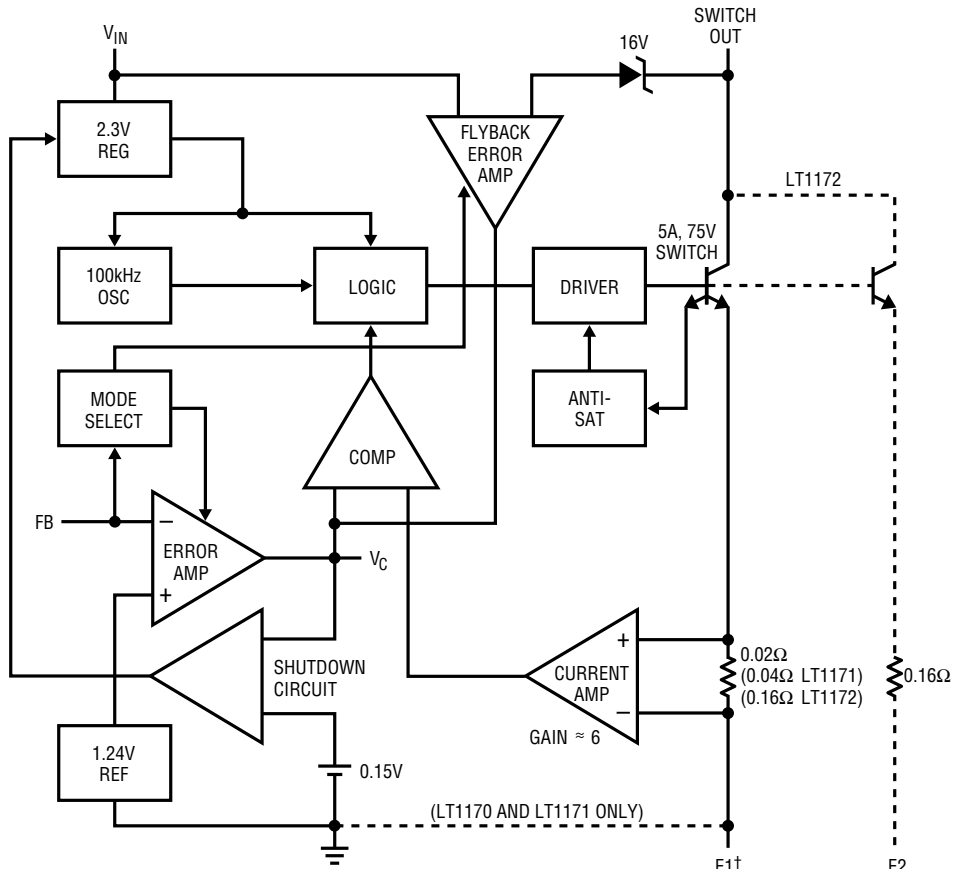 SWITCH
OUT
V_IN
16V
2.3V
REG
FLYBACK
ERROR
AMP
LT1172
5A, 75V
SWITCH
100kHz
OSC
LOGIC
DRIVER
MODE
SELECT
ANTI-
SAT
COMP
FB
−
ERROR
AMP
+
V_C
SHUTDOWN
CIRCUIT
+
CURRENT
AMP
−
GAIN ≈ 6
0.02Ω
(0.04Ω LT1171)
(0.16Ω LT1172)
0.16Ω
1.24V
REF
0.15V
(LT1170 AND LT1171 ONLY)
E1†
E2